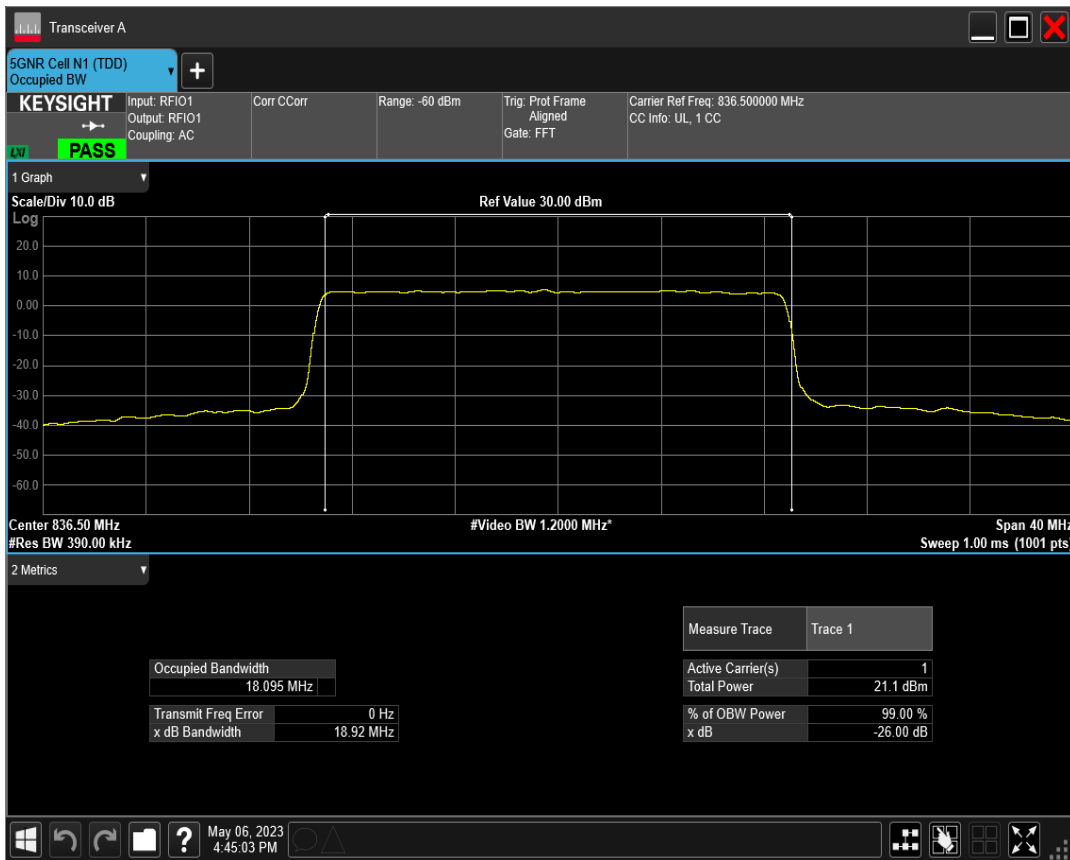 Transceiver A
5GNR Cell N1 (TDD)
Occupied BW
+
KEYSIGHT
LXI
PASS
Input: RFIO1
Output: RFIO1
Coupling: AC
Corr CCorr
Range: -60 dBm
Trig: Prot Frame
Aligned
Gate: FFT
Carrier Ref Freq: 836.500000 MHz
CC Info: UL, 1 CC
1 Graph
Scale/Div 10.0 dB
Ref Value 30.00 dBm
Log
20.0
10.0
0.00
-10.0
-20.0
-30.0
-40.0
-50.0
-60.0
Center 836.50 MHz
#Video BW 1.2000 MHz*
Span 40 MHz
#Res BW 390.00 kHz
Sweep 1.00 ms (1001 pts)
2 Metrics
Measure Trace Trace 1
Occupied Bandwidth
18.095 MHz
Active Carrier(s) 1
Total Power 21.1 dBm
Transmit Freq Error 0 Hz
x dB Bandwidth 18.92 MHz
% of OBW Power 99.00 %
x dB -26.00 dB
?
May 06, 2023
4:45:03 PM